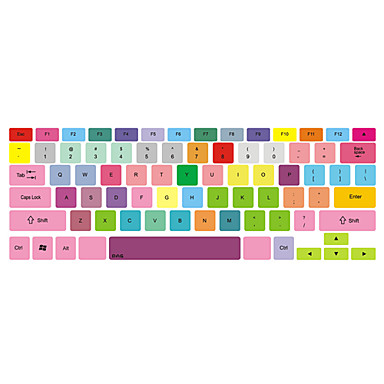 Esc F1 F2 F3 F4 F5 F6 F7 F8 F9 F10 F11 F12
! @ # $ % ^ & * ( ) _ +
1 2 3 4 5 6 7 8 9 0 - = Back space
Tab Q W E R T Y U I O P { } |
[ ] \
Caps Lock A S D F G H J K L : " Enter
; '
Shift Z X C V B N M < > ? Shift
, . /
Ctrl Alt Ctrl